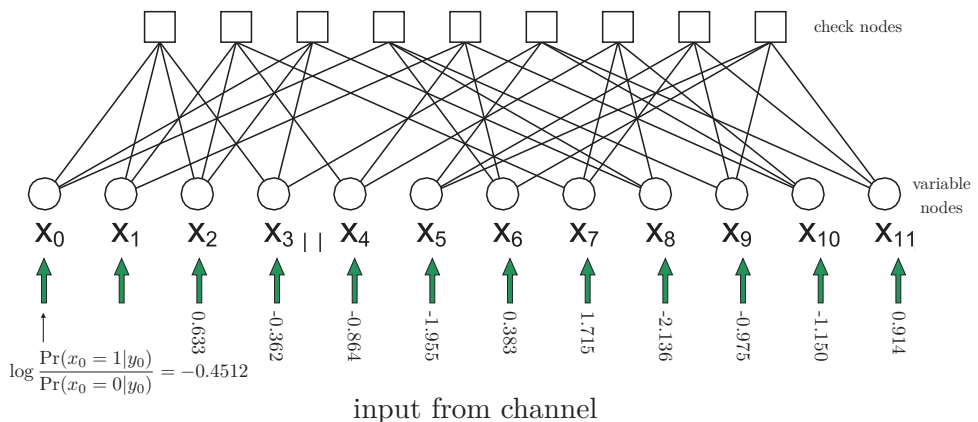 check nodes
variable
nodes
x₀ x₁ x₂ x₃ | | x₄ x₅ x₆ x₇ x₈ x₉ x₁₀ x₁₁
0.633 -0.362 -0.864 -1.955 0.383 1.715 -2.136 -0.975 -1.150 0.914
log Pr(x₀ = 1|y₀) / Pr(x₀ = 0|y₀) = −0.4512
input from channel